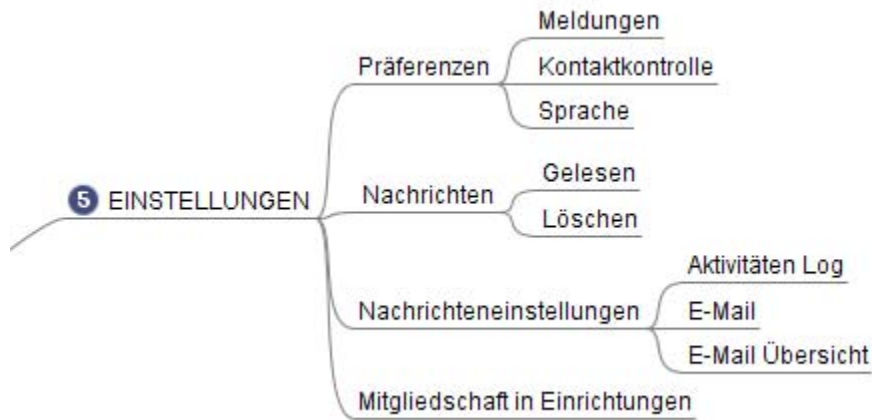 5 EINSTELLUNGEN
Präferenzen
Meldungen
Kontaktkontrolle
Sprache
Nachrichten
Gelesen
Löschen
Nachrichteneinstellungen
Aktivitäten Log
E-Mail
E-Mail Übersicht
Mitgliedschaft in Einrichtungen